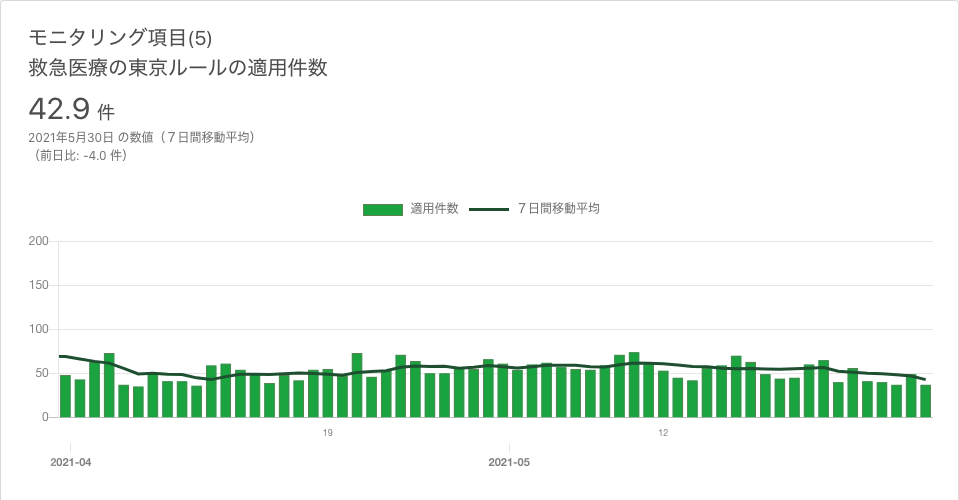 モニタリング項目(5)
救急医療の東京ルールの適用件数
42.9 件
2021年5月30日 の数値（７日間移動平均）
（前日比: -4.0 件）
適用件数 ７日間移動平均
200
150
100
50
0
19 12
2021-04 2021-05